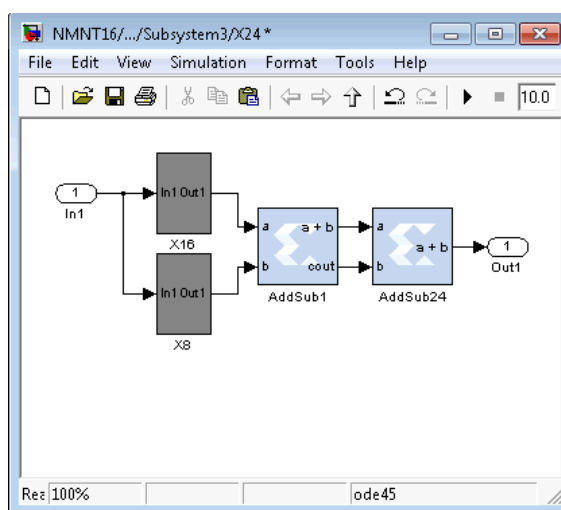 NMNT16/.../Subsystem3/X24 *
File Edit View Simulation Format Tools Help
10.0
1
In1
In1 Out1
X16
In1 Out1
X8
a a + b
b cout
AddSub1
a
a + b
b
AddSub24
1
Out1
100% ode45